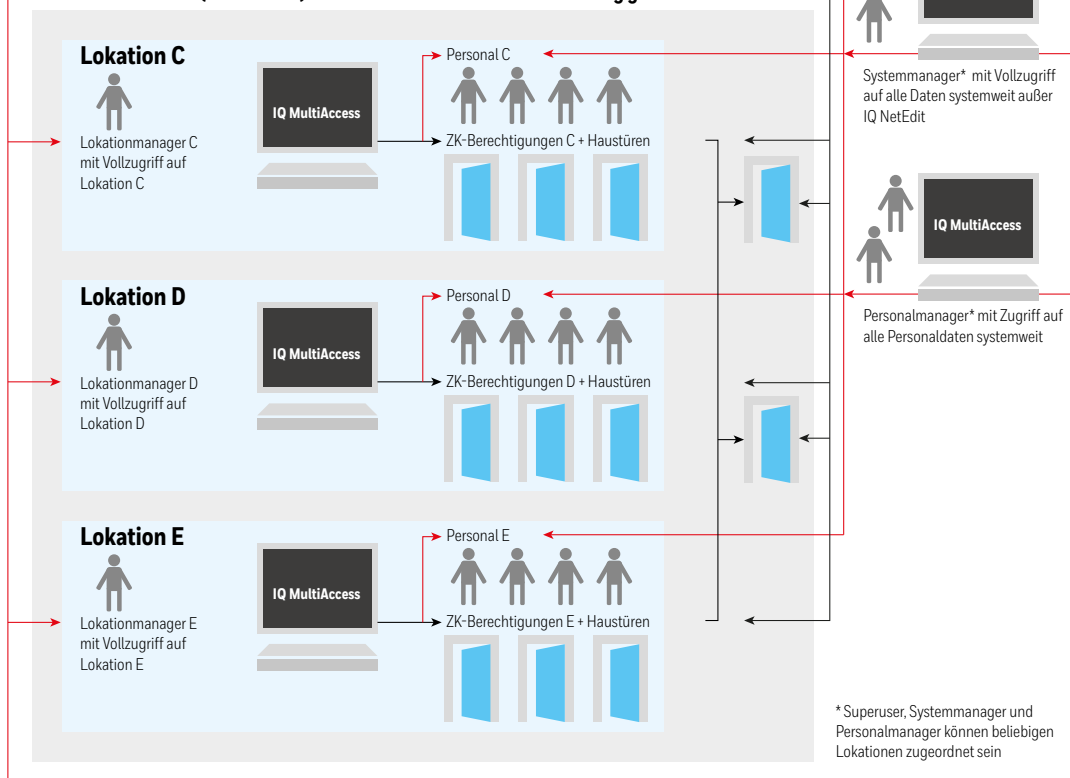 Lokation C
Lokationmanager C
mit Vollzugriff auf
Lokation C
IQ MultiAccess
Personal C
ZK-Berechtigungen C + Haustüren
Systemmanager* mit Vollzugriff
auf alle Daten systemweit außer
IQ NetEdit
IQ MultiAccess
Personalmanager* mit Zugriff auf
alle Personaldaten systemweit
Lokation D
Lokationmanager D
mit Vollzugriff auf
Lokation D
IQ MultiAccess
Personal D
ZK-Berechtigungen D + Haustüren
Lokation E
Lokationmanager E
mit Vollzugriff auf
Lokation E
IQ MultiAccess
Personal E
ZK-Berechtigungen E + Haustüren
* Superuser, Systemmanager und
Personalmanager können beliebigen
Lokationen zugeordnet sein